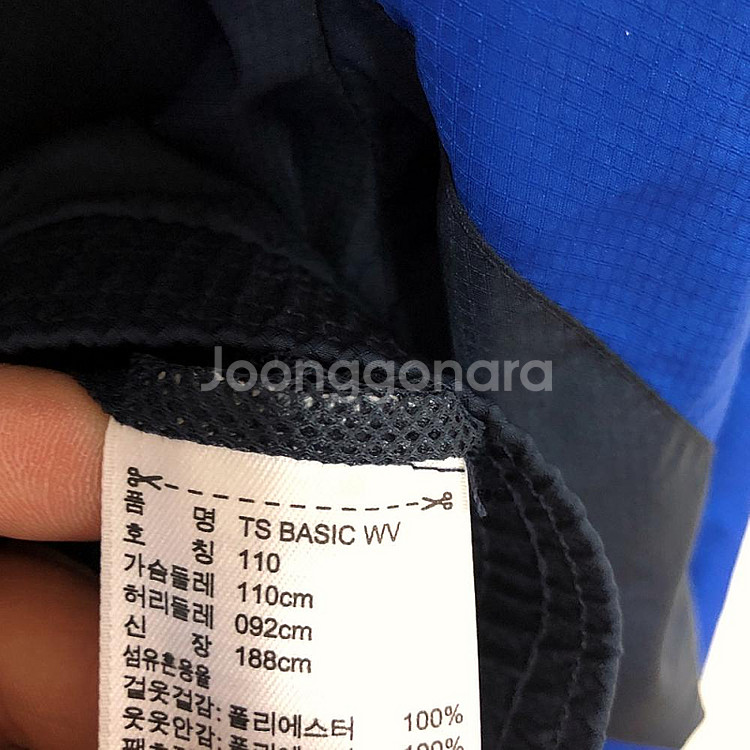 Joonggonara
품 명 TS BASIC WV
호 칭 110
가슴둘레 110cm
허리둘레 092cm
신 장 188cm
섬유혼용율
겉옷겉감: 폴리에스터 100%
웃옷안감: 폴리에스터 100%